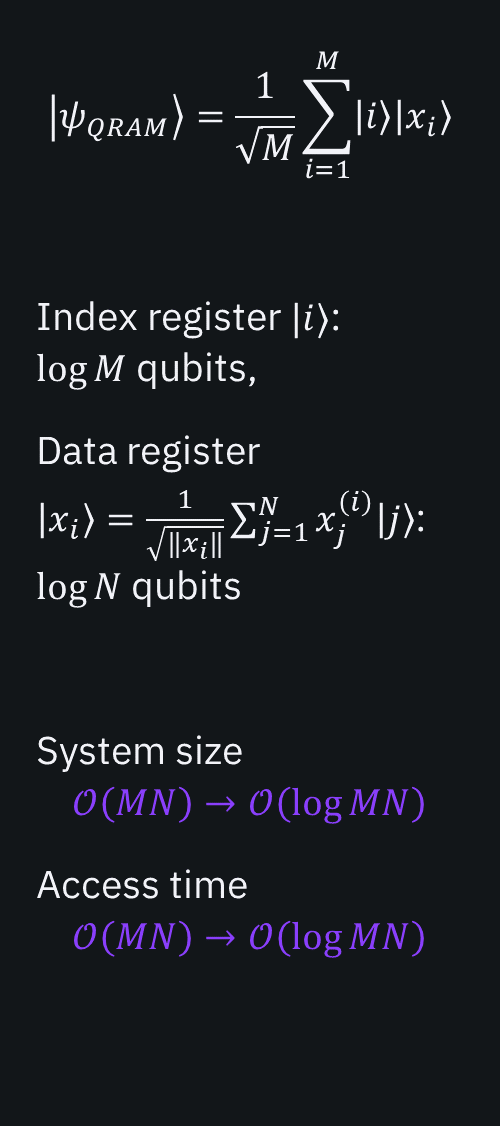 |ψ_QRAM⟩ = 1/√M ∑_{i=1}^{M} |i⟩|x_i⟩
Index register |i⟩:
log M qubits,
Data register
|x_i⟩ = 1/√‖x_i‖ ∑_{j=1}^{N} x_j^{(i)}|j⟩:
log N qubits
System size
𝒪(MN) → 𝒪(log MN)
Access time
𝒪(MN) → 𝒪(log MN)